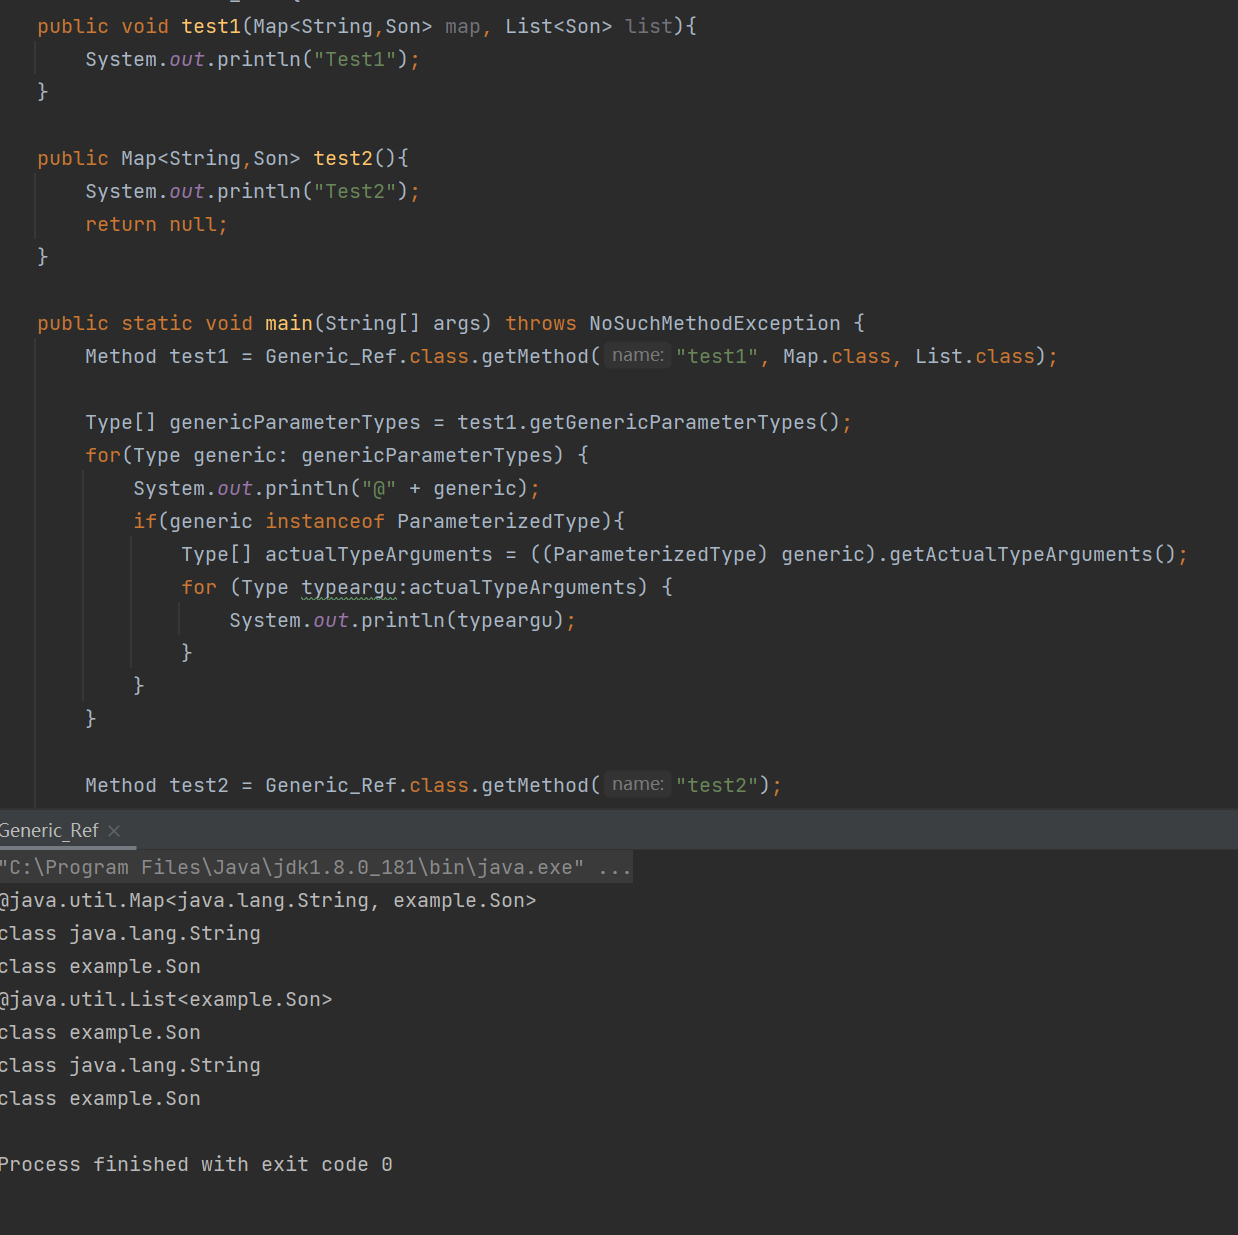 public void test1(Map<String,Son> map, List<Son> list){
System.out.println("Test1");
}
public Map<String,Son> test2(){
System.out.println("Test2");
return null;
}
public static void main(String[] args) throws NoSuchMethodException {
Method test1 = Generic_Ref.class.getMethod( name: "test1", Map.class, List.class);
Type[] genericParameterTypes = test1.getGenericParameterTypes();
for(Type generic: genericParameterTypes) {
System.out.println("@" + generic);
if(generic instanceof ParameterizedType){
Type[] actualTypeArguments = ((ParameterizedType) generic).getActualTypeArguments();
for (Type typeargu:actualTypeArguments) {
System.out.println(typeargu);
}
}
}
Method test2 = Generic_Ref.class.getMethod( name: "test2");
Generic_Ref ×
"C:\Program Files\Java\jdk1.8.0_181\bin\java.exe" ...
@java.util.Map<java.lang.String, example.Son>
class java.lang.String
class example.Son
@java.util.List<example.Son>
class example.Son
class java.lang.String
class example.Son
Process finished with exit code 0